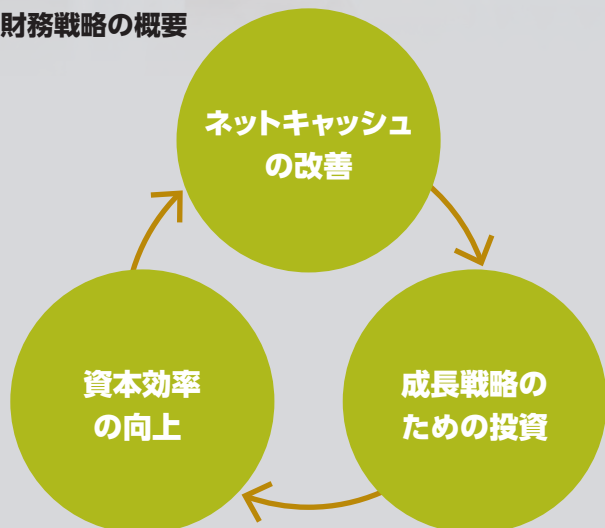 財務戦略の概要
ネットキャッシュ
の改善
資本効率
の向上
成長戦略の
ための投資